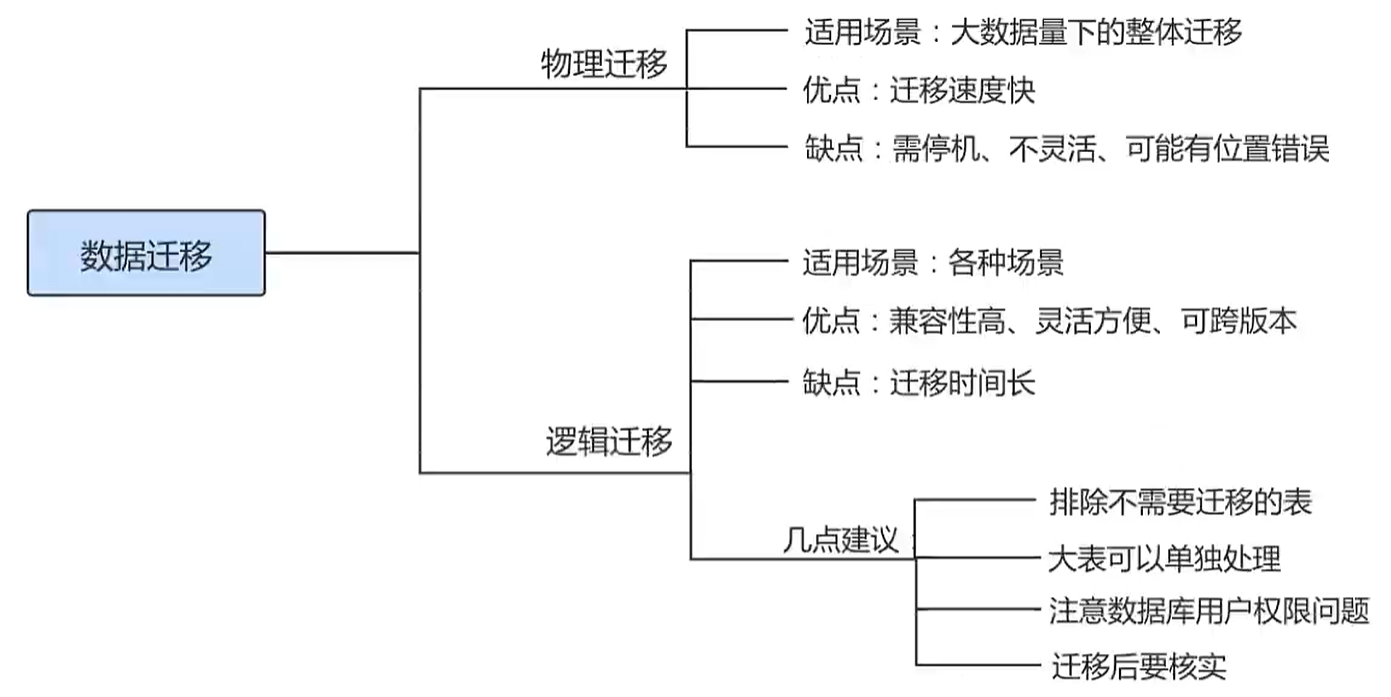 数据迁移
物理迁移
适用场景：大数据量下的整体迁移
优点：迁移速度快
缺点：需停机、不灵活、可能有位置错误
逻辑迁移
适用场景：各种场景
优点：兼容性高、灵活方便、可跨版本
缺点：迁移时间长
几点建议
排除不需要迁移的表
大表可以单独处理
注意数据库用户权限问题
迁移后要核实